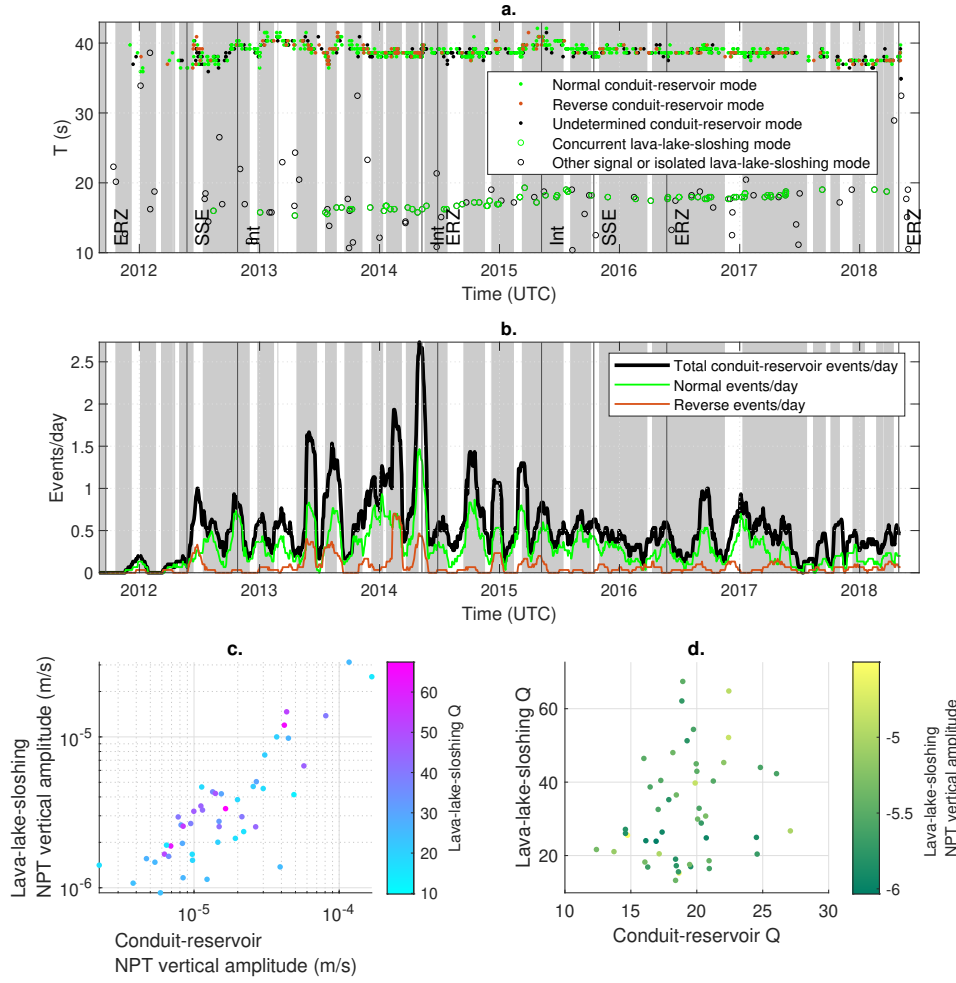 a.
40
30
20
10
T (s)
Normal conduit-reservoir mode
Reverse conduit-reservoir mode
Undetermined conduit-reservoir mode
Concurrent lava-lake-sloshing mode
Other signal or isolated lava-lake-sloshing mode
ERZ
SSE
Int
Int
ERZ
Int
SSE
ERZ
ERZ
2012 2013 2014 2015 2016 2017 2018
Time (UTC)
b.
2.5
2
1.5
1
0.5
0
Events/day
Total conduit-reservoir events/day
Normal events/day
Reverse events/day
2012 2013 2014 2015 2016 2017 2018
Time (UTC)
c.
Lava-lake-sloshing
NPT vertical amplitude (m/s)
10^-5
10^-6
10^-5 10^-4
Conduit-reservoir
NPT vertical amplitude (m/s)
60
50
40
30
20
10
Lava-lake-sloshing Q
d.
Lava-lake-sloshing Q
60
40
20
10 15 20 25 30
Conduit-reservoir Q
-5
-5.5
-6
Lava-lake-sloshing
NPT vertical amplitude (m/s)